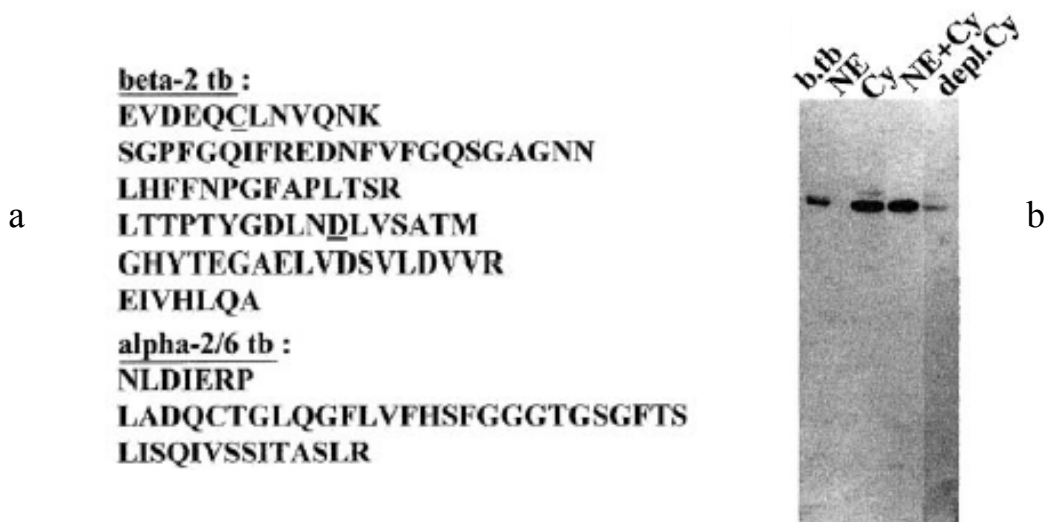 a
beta-2 tb :
EVDEQCLNVQNK
SGPFGQIFREDNFVFGQSGAGNN
LHFFNPGFAPLTSR
LTTPTYGDLNDLVSATM
GHYTEGAELVDSVLDVVR
EIVHLQA
alpha-2/6 tb :
NLDIERP
LADQCTGLQGFLVFHSFGGGTGSGFTS
LISQIVSSITASLR
b.tb
NE
Cy
NE+Cy
depl.Cy
b